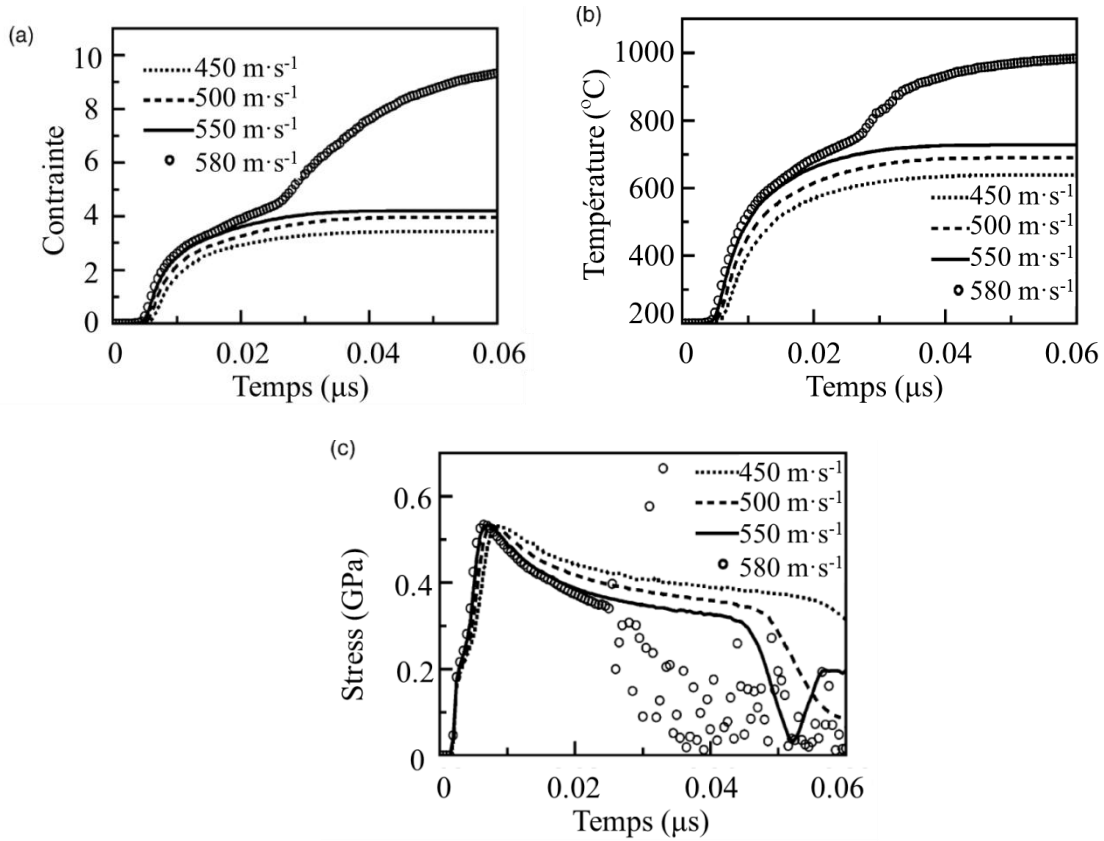 (a)
10
8
6
4
2
0
Contrainte
450 m·s-1
500 m·s-1
550 m·s-1
580 m·s-1
0 0.02 0.04 0.06
Temps (μs)
(b)
1000
800
600
400
200
Température (°C)
450 m·s-1
500 m·s-1
550 m·s-1
580 m·s-1
0 0.02 0.04 0.06
Temps (μs)
(c)
0.6
0.4
0.2
0
Stress (GPa)
450 m·s-1
500 m·s-1
550 m·s-1
580 m·s-1
0 0.02 0.04 0.06
Temps (μs)